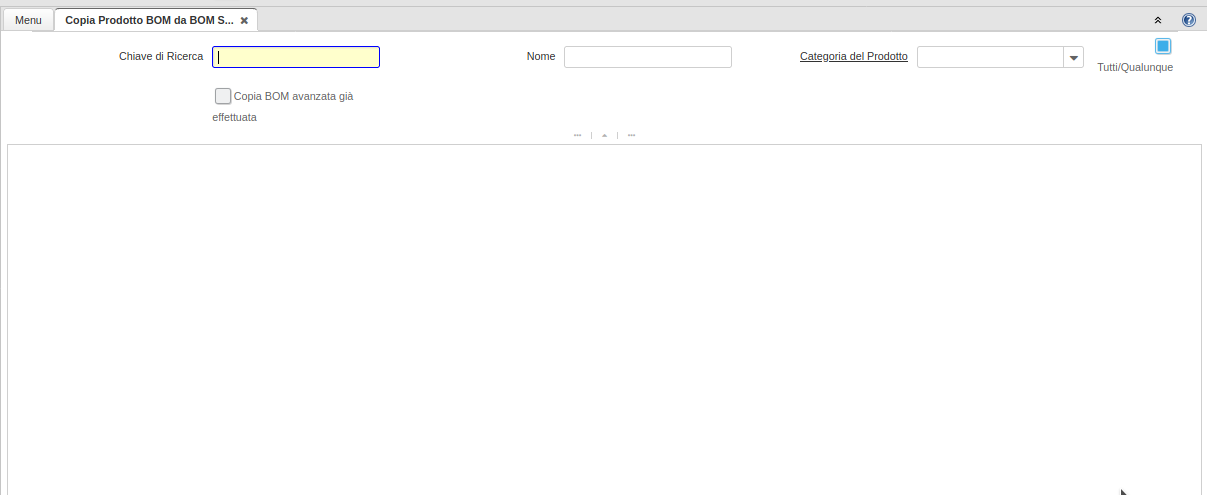 Menu
Copia Prodotto BOM da BOM S...
Chiave di Ricerca
Nome
Categoria del Prodotto
Tutti/Qualunque
Copia BOM avanzata già
effettuata